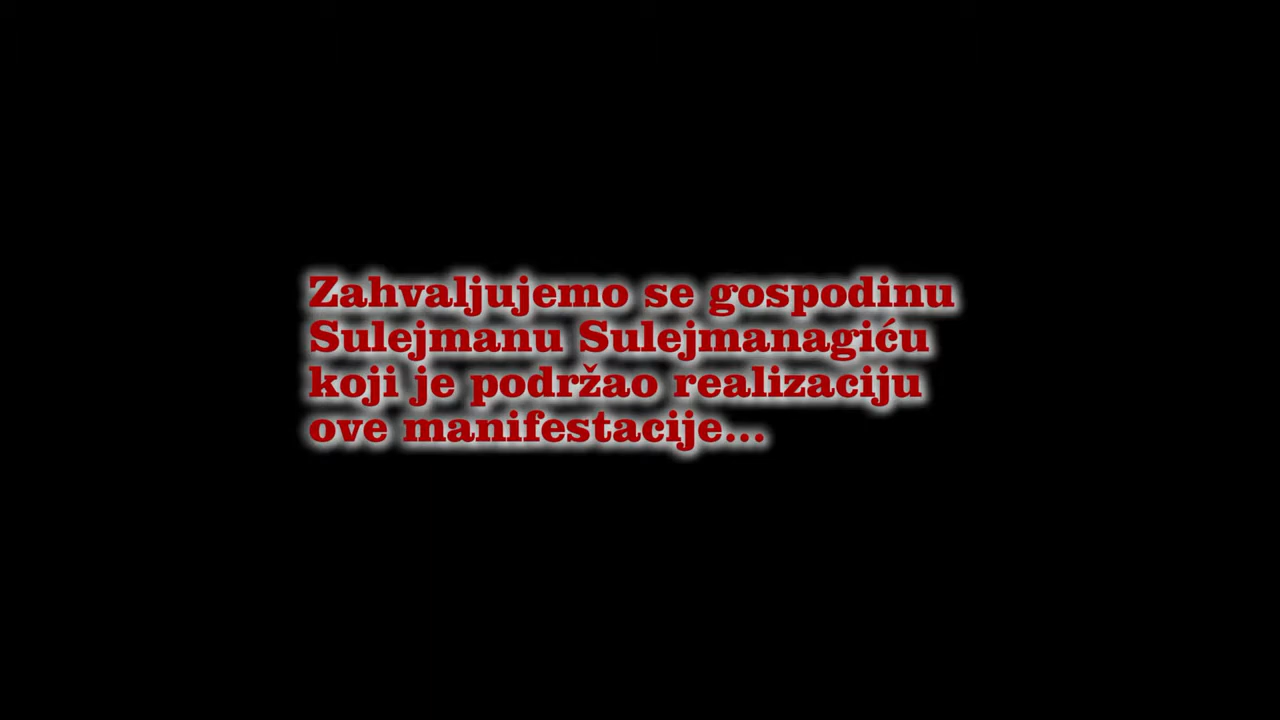 Zahvaljujemo se gospodinu
Sulejmanu Sulejmanagiću
koji je podržao realizaciju
ove manifestacije...